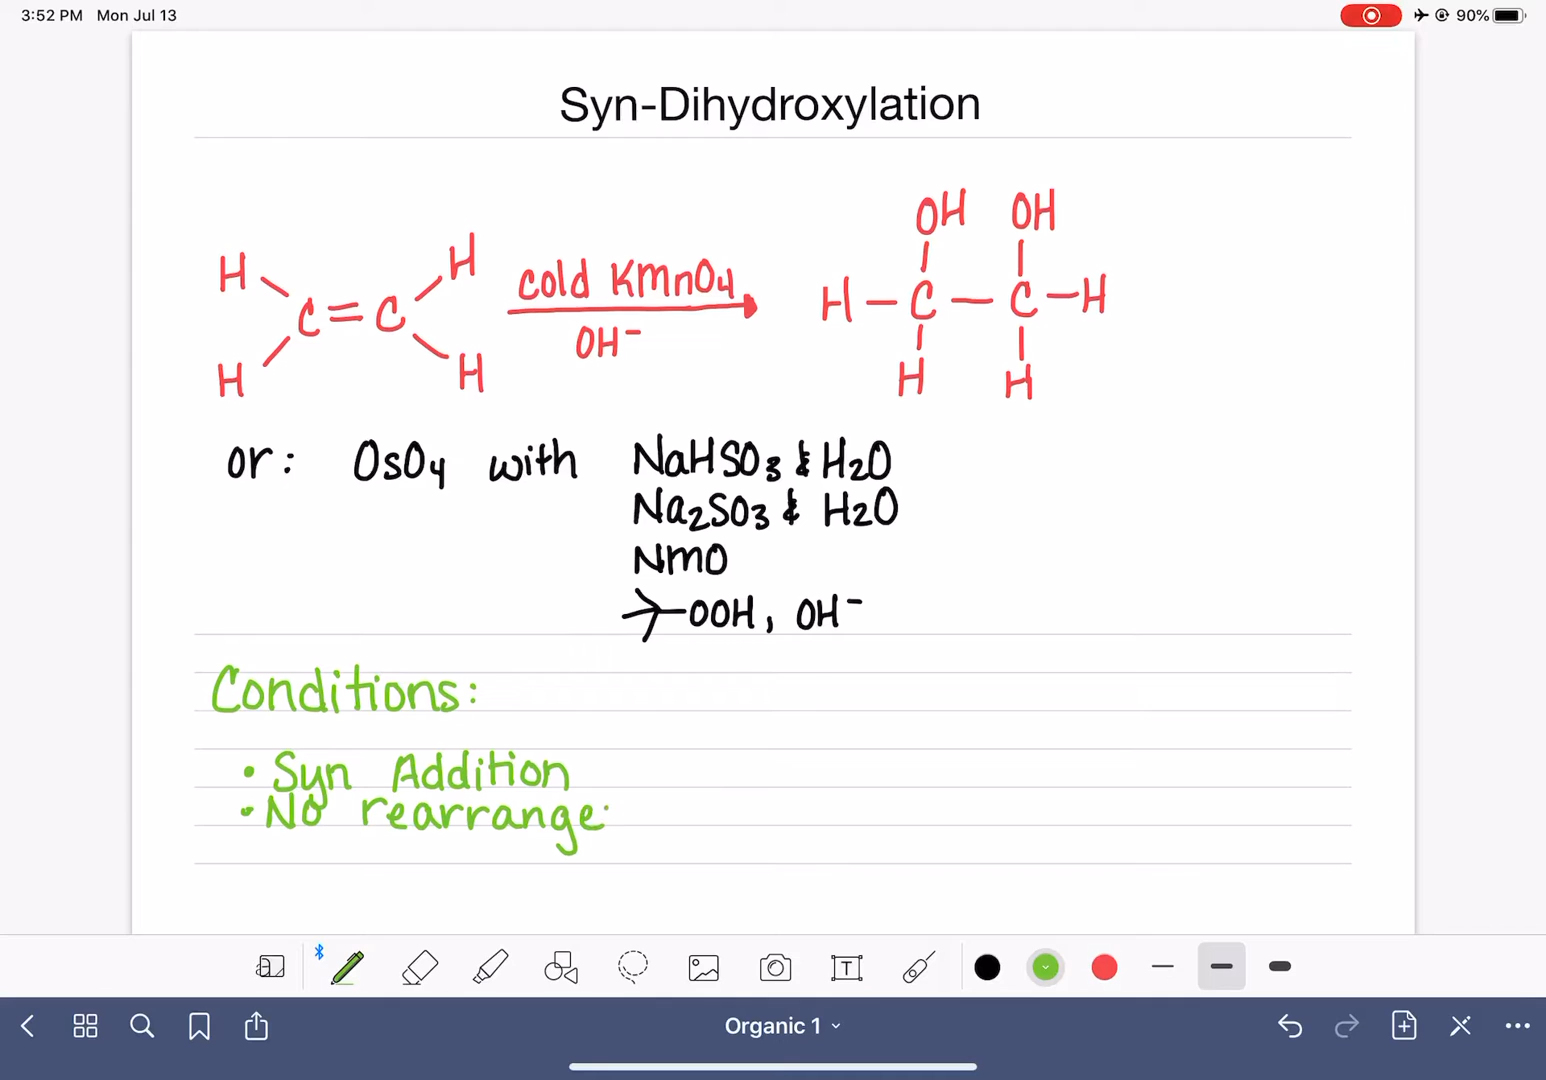 3:52 PM Mon Jul 13
90%
Syn-Dihydroxylation
H H OH OH
C=C cold KMnO4 H-C-C-H
OH⁻
H H H H
or: OsO4 with NaHSO3 & H2O
Na2SO3 & H2O
NMO
OOH, OH⁻
Conditions:
• Syn Addition
• No rearrange
T
Organic 1